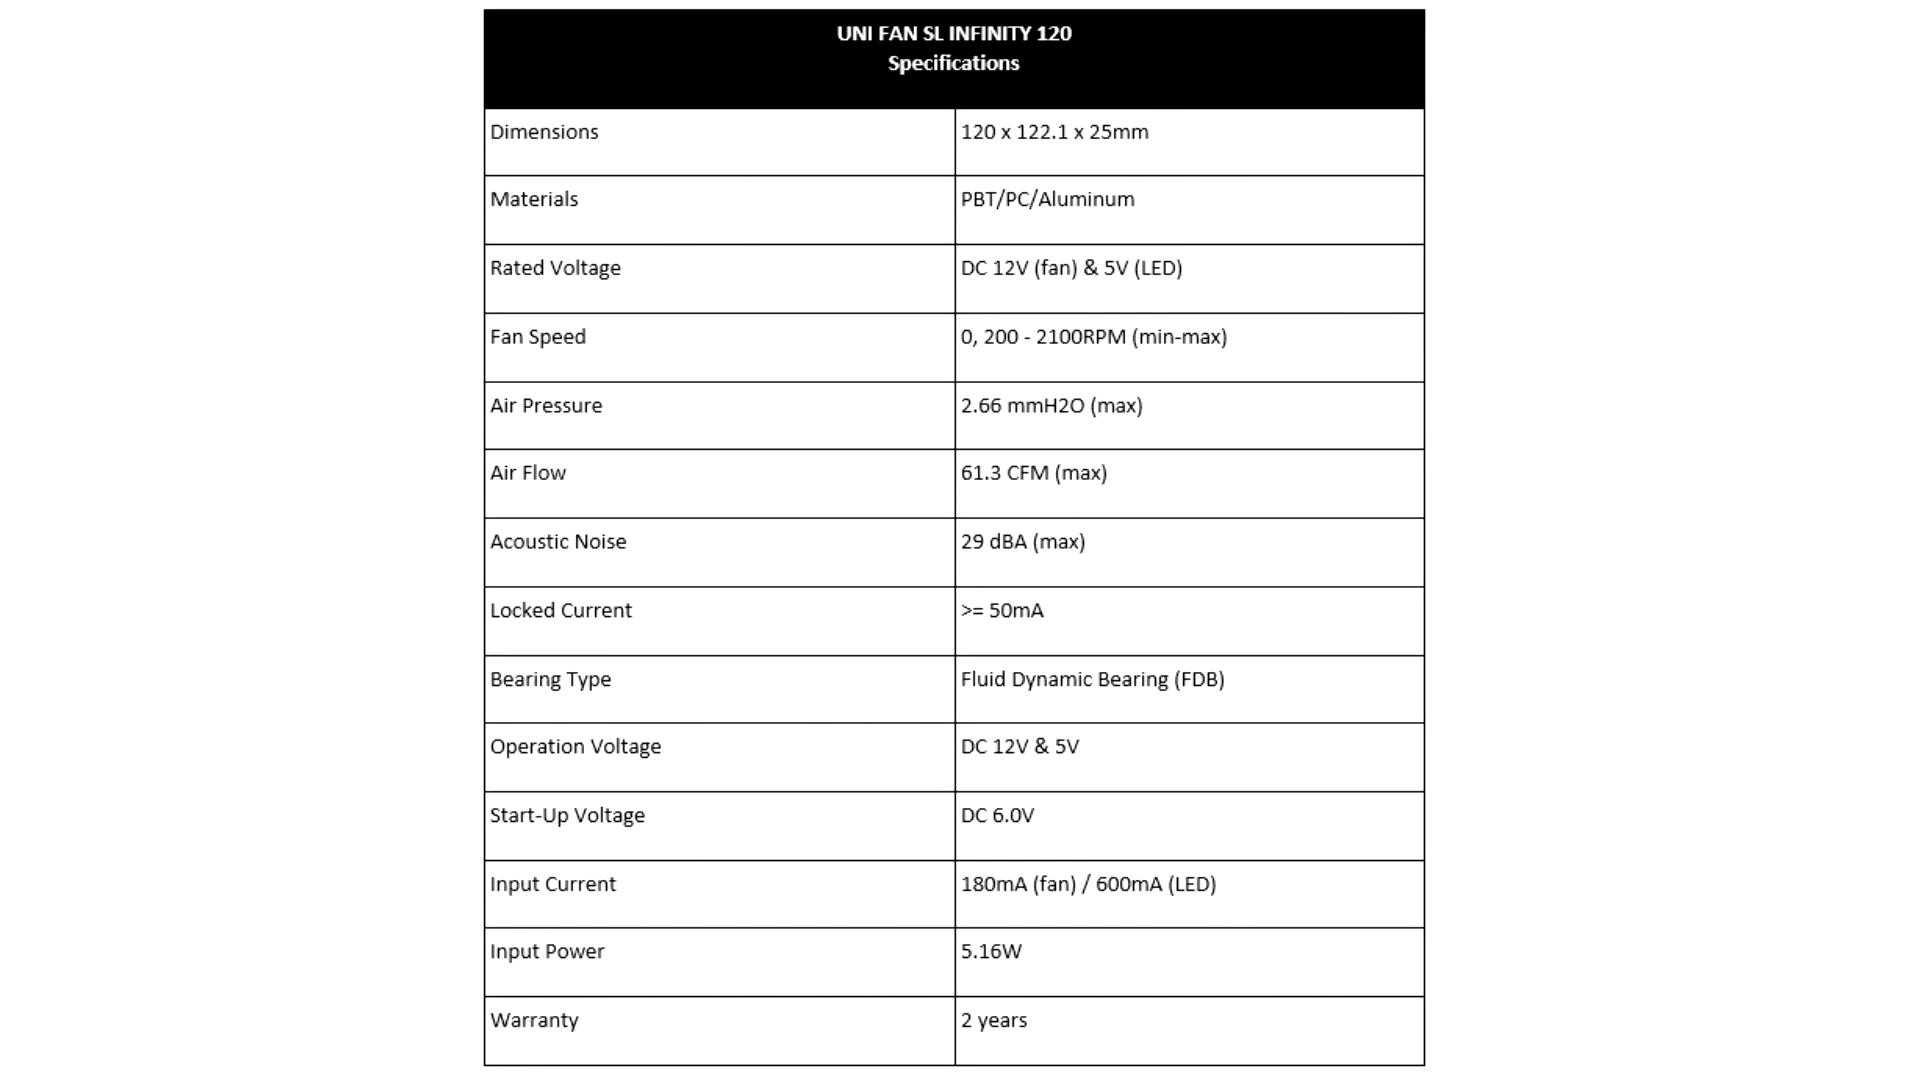 UNI FAN SL INFINITY 120
Specifications
Dimensions 120 x 122.1 x 25mm
Materials PBT/PC/Aluminum
Rated Voltage DC 12V (fan) & 5V (LED)
Fan Speed 0, 200 - 2100RPM (min-max)
Air Pressure 2.66 mmH2O (max)
Air Flow 61.3 CFM (max)
Acoustic Noise 29 dBA (max)
Locked Current >= 50mA
Bearing Type Fluid Dynamic Bearing (FDB)
Operation Voltage DC 12V & 5V
Start-Up Voltage DC 6.0V
Input Current 180mA (fan) / 600mA (LED)
Input Power 5.16W
Warranty 2 years